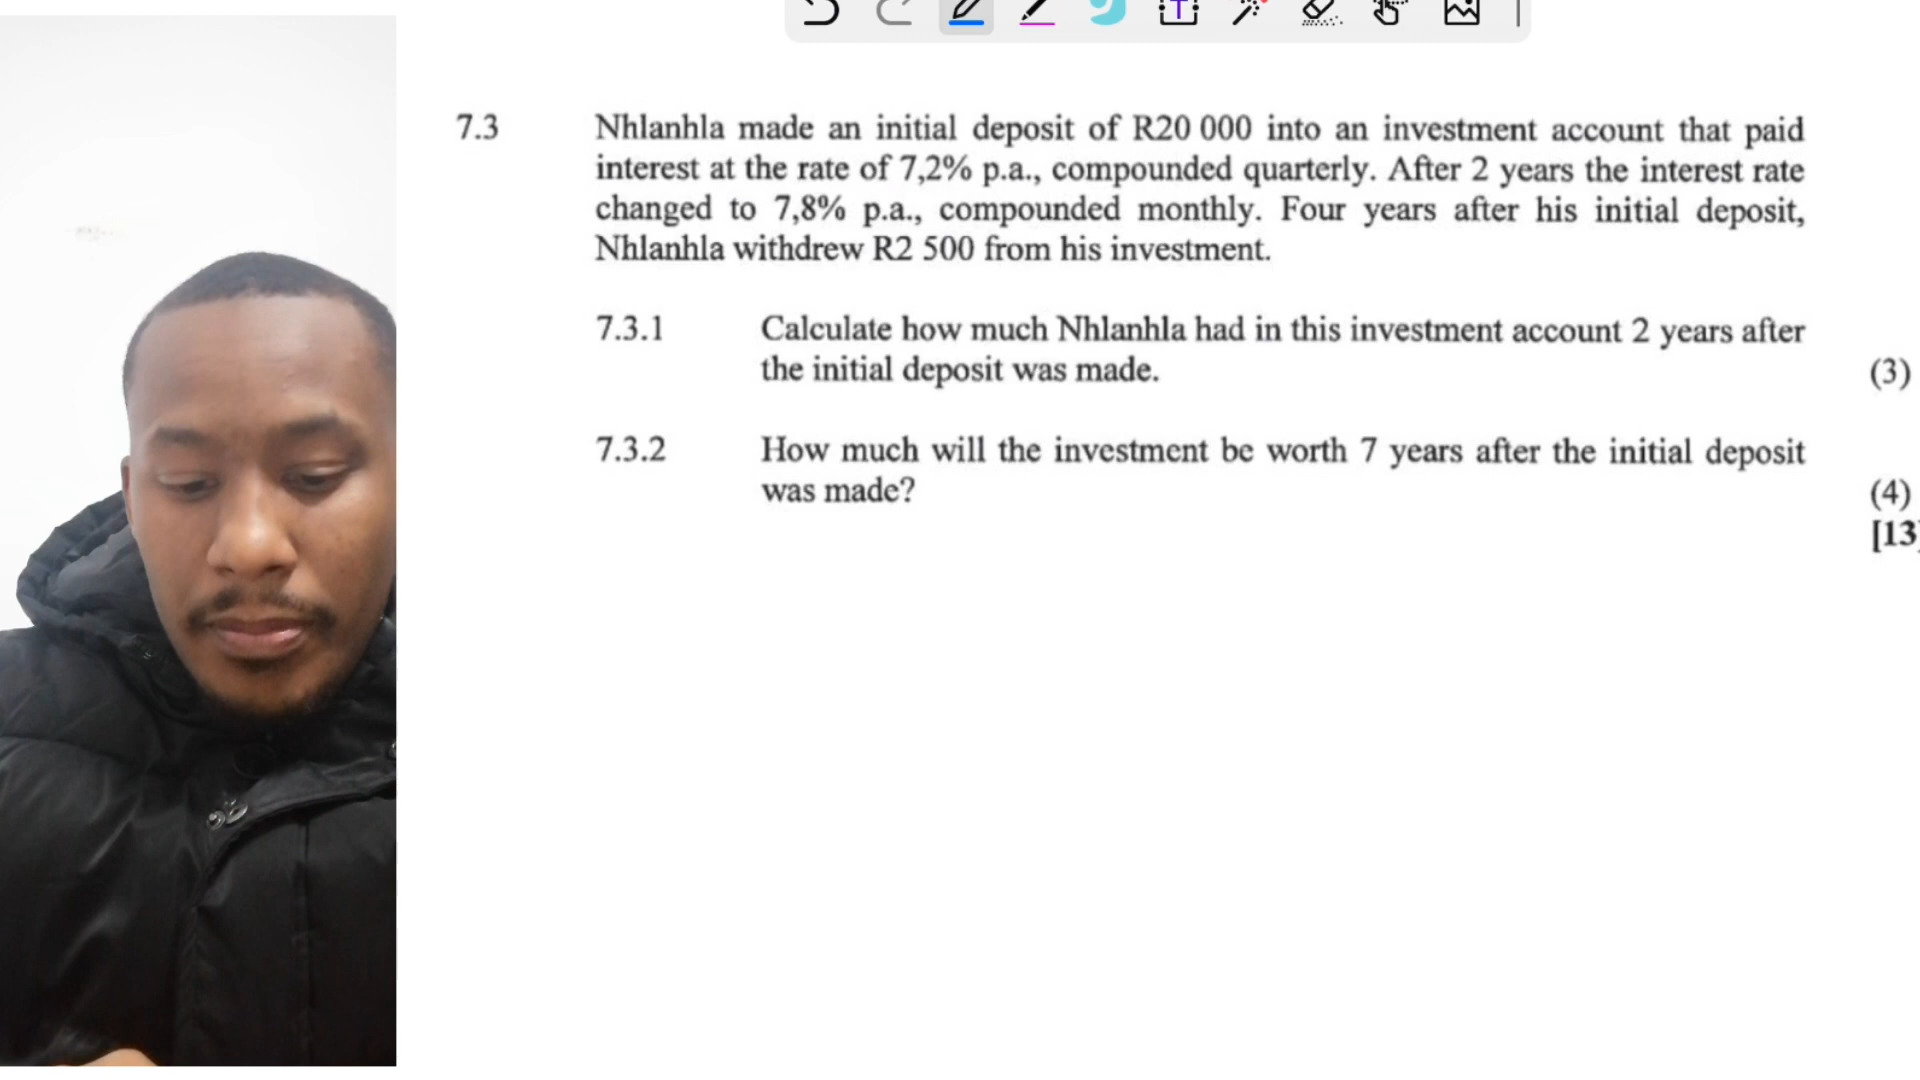 7.3 Nhlanhla made an initial deposit of R20 000 into an investment account that paid
interest at the rate of 7,2% p.a., compounded quarterly. After 2 years the interest rate
changed to 7,8% p.a., compounded monthly. Four years after his initial deposit,
Nhlanhla withdrew R2 500 from his investment.
7.3.1 Calculate how much Nhlanhla had in this investment account 2 years after
the initial deposit was made. (3)
7.3.2 How much will the investment be worth 7 years after the initial deposit
was made? (4)
[13]